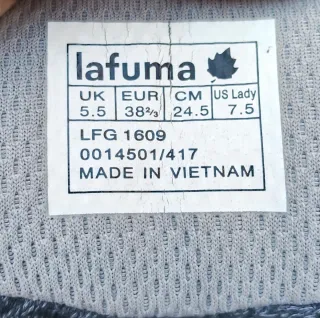 lafuma
UK EUR CM US Lady
5.5 38⅔ 24.5 7.5
LFG 1609
0014501/417
MADE IN VIETNAM